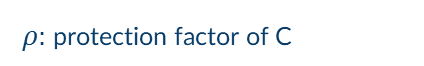 ρ: protection factor of C